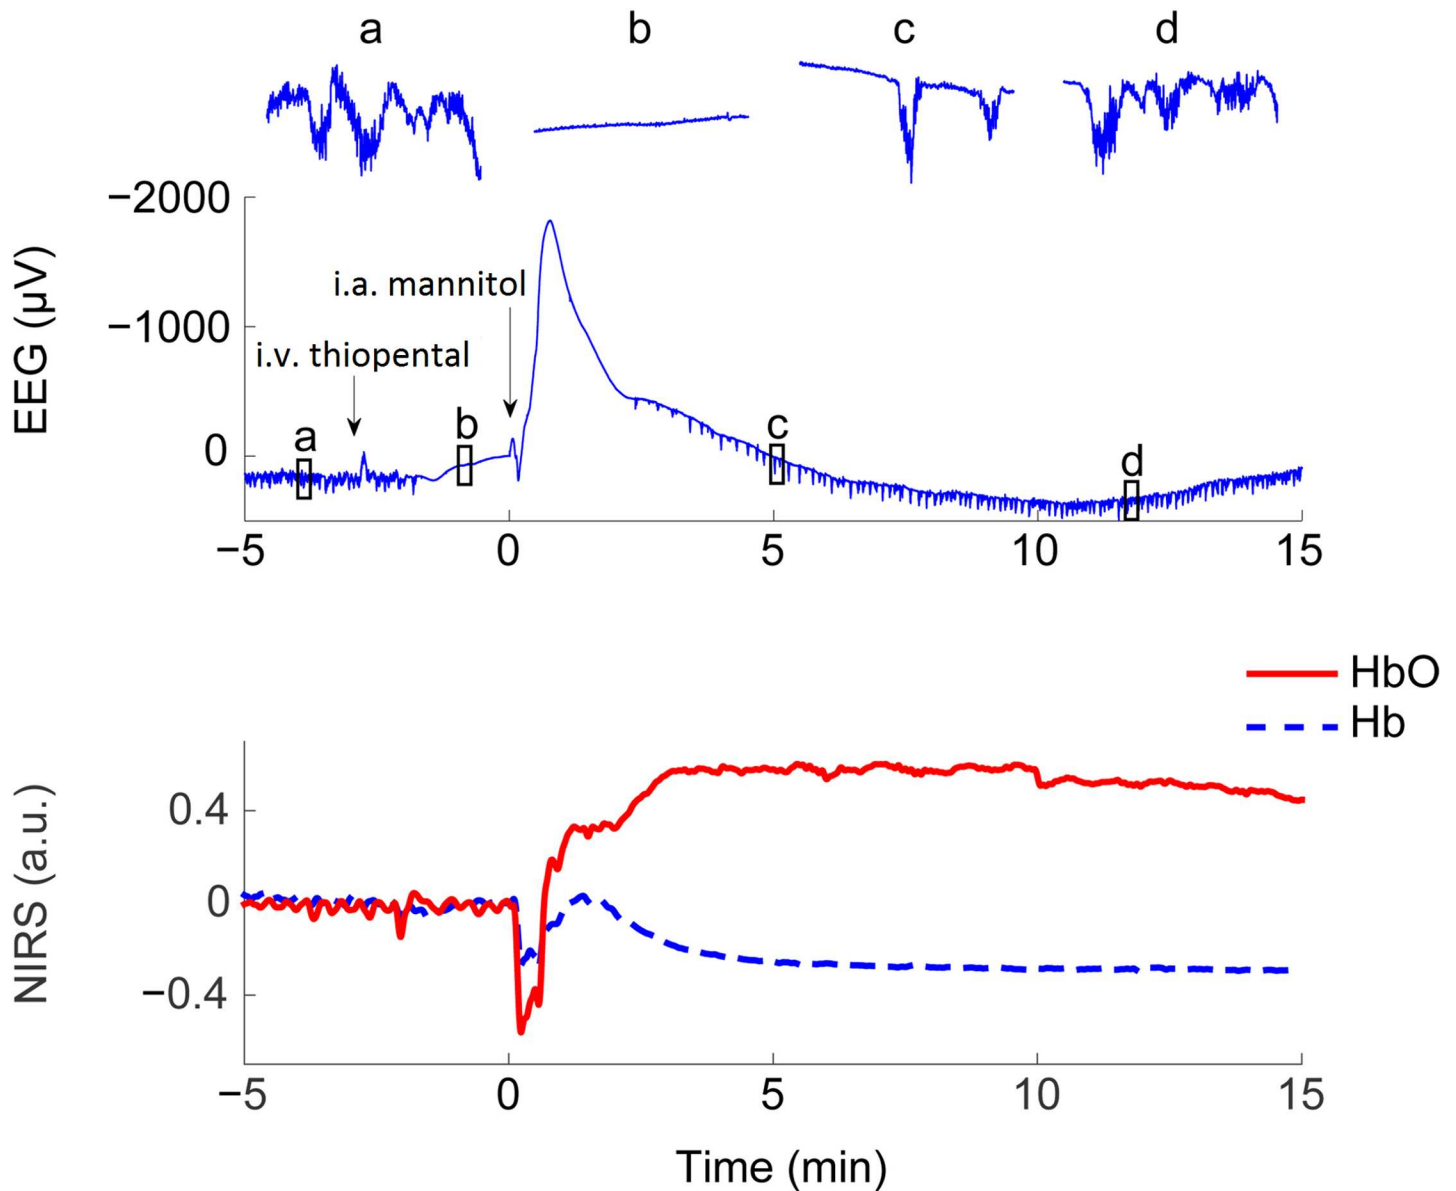 a b c d
−2000
−1000
0
EEG (µV)
i.a. mannitol
i.v. thiopental
a b c d
−5 0 5 10 15
HbO
Hb
0.4
0
−0.4
NIRS (a.u.)
−5 0 5 10 15
Time (min)